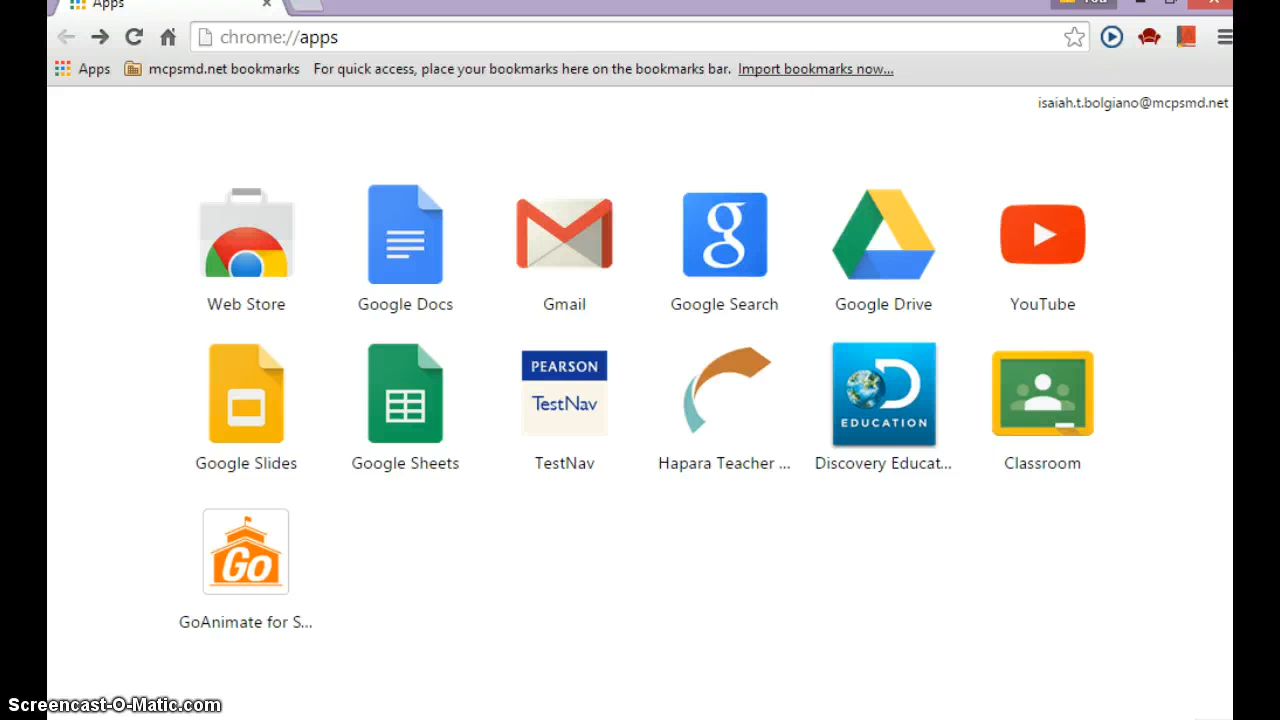 Apps
You
chrome://apps
Apps mcpsmd.net bookmarks For quick access, place your bookmarks here on the bookmarks bar. Import bookmarks now...
isaiah.t.bolgiano@mcpsmd.net
g
Web Store Google Docs Gmail Google Search Google Drive YouTube
PEARSON
TestNav
D
EDUCATION
Google Slides Google Sheets TestNav Hapara Teacher ... Discovery Educat... Classroom
Go
GoAnimate for S...
Screencast-O-Matic.com